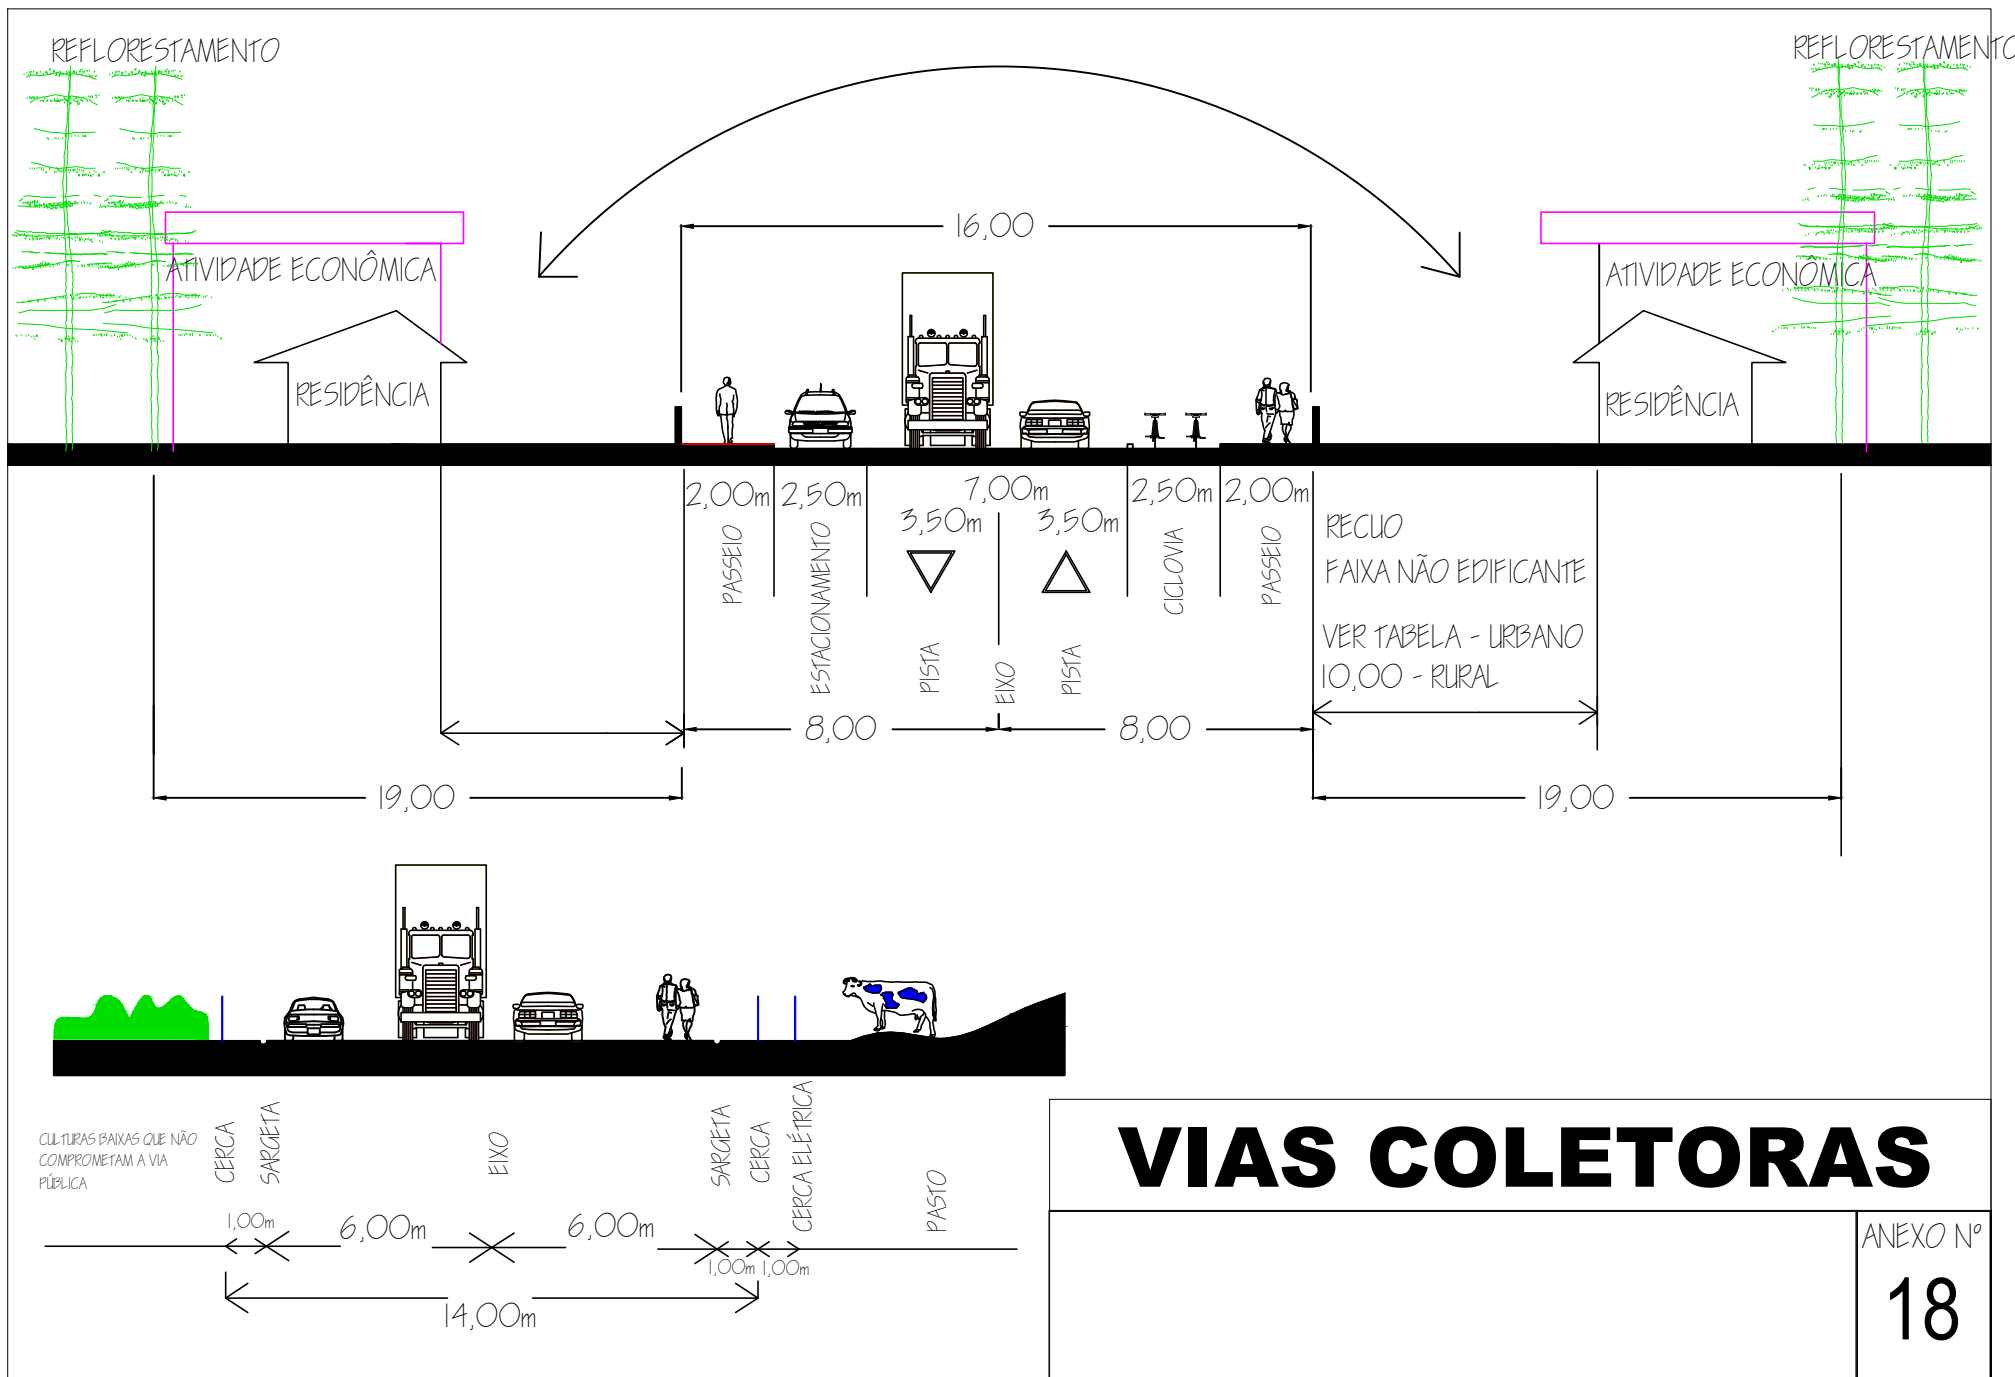 REFLORESTAMENTO
REFLORESTAMENTO
16,00
ATIVIDADE ECONÔMICA
ATIVIDADE ECONÔMICA
RESIDÊNCIA
RESIDÊNCIA
2,00m
2,50m
7,00m
2,50m
2,00m
3,50m
3,50m
PASSEIO
ESTACIONAMENTO
PISTA
EIXO
PISTA
CICLOVIA
PASSEIO
RECUO
FAIXA NÃO EDIFICANTE
VER TABELA - URBANO
10,00 - RURAL
8,00
8,00
19,00
19,00
CULTURAS BAIXAS QUE NÃO
COMPROMETAM A VIA
PÚBLICA
CERCA
SARGETA
EIXO
SARGETA
CERCA
CERCA ELÉTRICA
PASTO
1,00m
6,00m
6,00m
1,00m
1,00m
14,00m
VIAS COLETORAS
ANEXO Nº
18